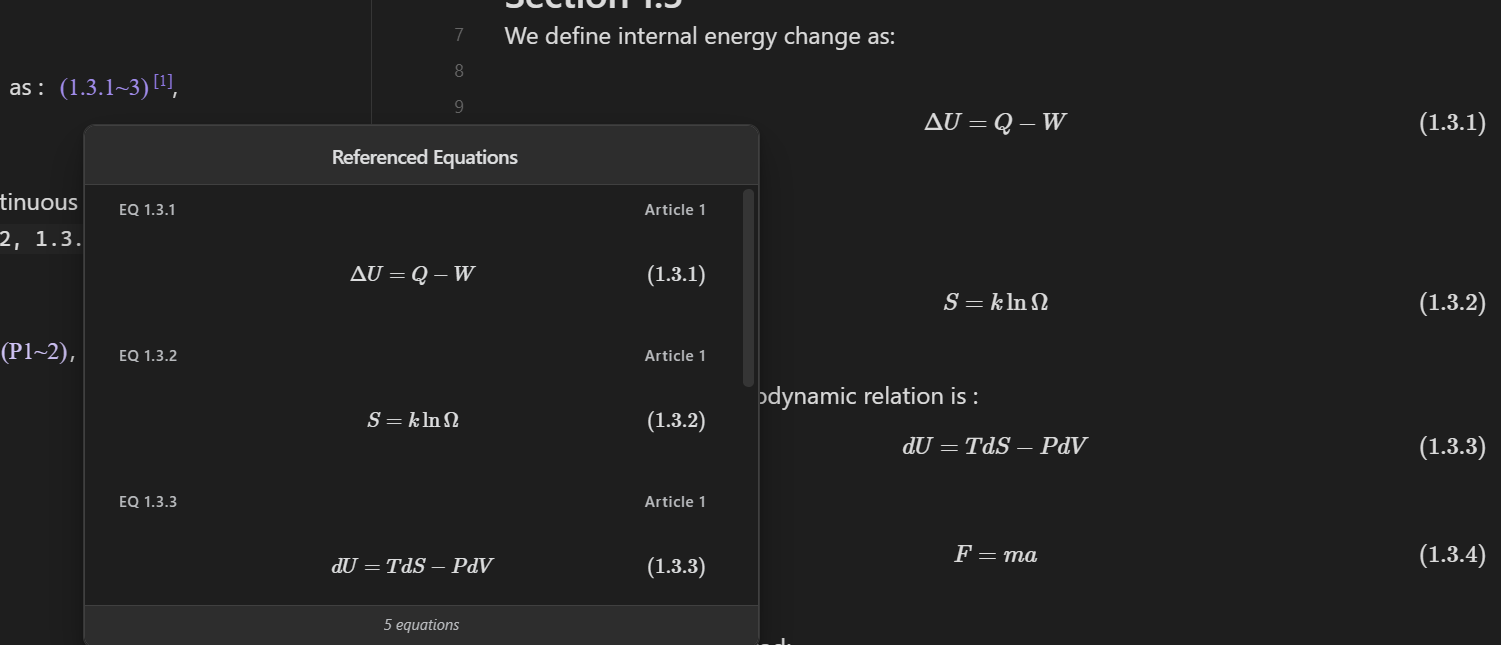 Section 1.3
7 We define internal energy change as:
8
as : (1.3.1~3) [1],
9
ΔU = Q − W (1.3.1)
Referenced Equations
EQ 1.3.1 Article 1
ΔU = Q − W (1.3.1)
EQ 1.3.2 Article 1
S = k ln Ω (1.3.2)
EQ 1.3.3 Article 1
dU = TdS − PdV (1.3.3)
5 equations
tinuous
2, 1.3.
(P1~2),
S = k ln Ω (1.3.2)
odynamic relation is :
dU = TdS − PdV (1.3.3)
F = ma (1.3.4)